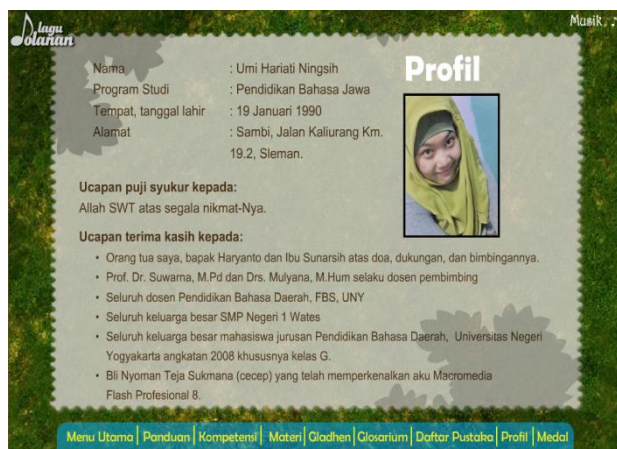 lagu
Dolanan
Musik
Profil
Nama : Umi Hariati Ningsih
Program Studi : Pendidikan Bahasa Jawa
Tempat, tanggal lahir : 19 Januari 1990
Alamat : Sambi, Jalan Kaliurang Km.
19.2, Sleman.
Ucapan puji syukur kepada:
Allah SWT atas segala nikmat-Nya.
Ucapan terima kasih kepada:
• Orang tua saya, bapak Haryanto dan Ibu Sunarsih atas doa, dukungan, dan bimbingannya.
• Prof. Dr. Suwarna, M.Pd dan Drs. Mulyana, M.Hum selaku dosen pembimbing
• Seluruh dosen Pendidikan Bahasa Daerah, FBS, UNY
• Seluruh keluarga besar SMP Negeri 1 Wates
• Seluruh keluarga besar mahasiswa jurusan Pendidikan Bahasa Daerah, Universitas Negeri
Yogyakarta angkatan 2008 khususnya kelas G.
• Bli Nyoman Teja Sukmana (cecep) yang telah memperkenalkan aku Macromedia
Flash Profesional 8.
Menu Utama | Panduan | Kompetensi | Materi | Gladhen | Glosarium | Daftar Pustaka | Profil | Medal